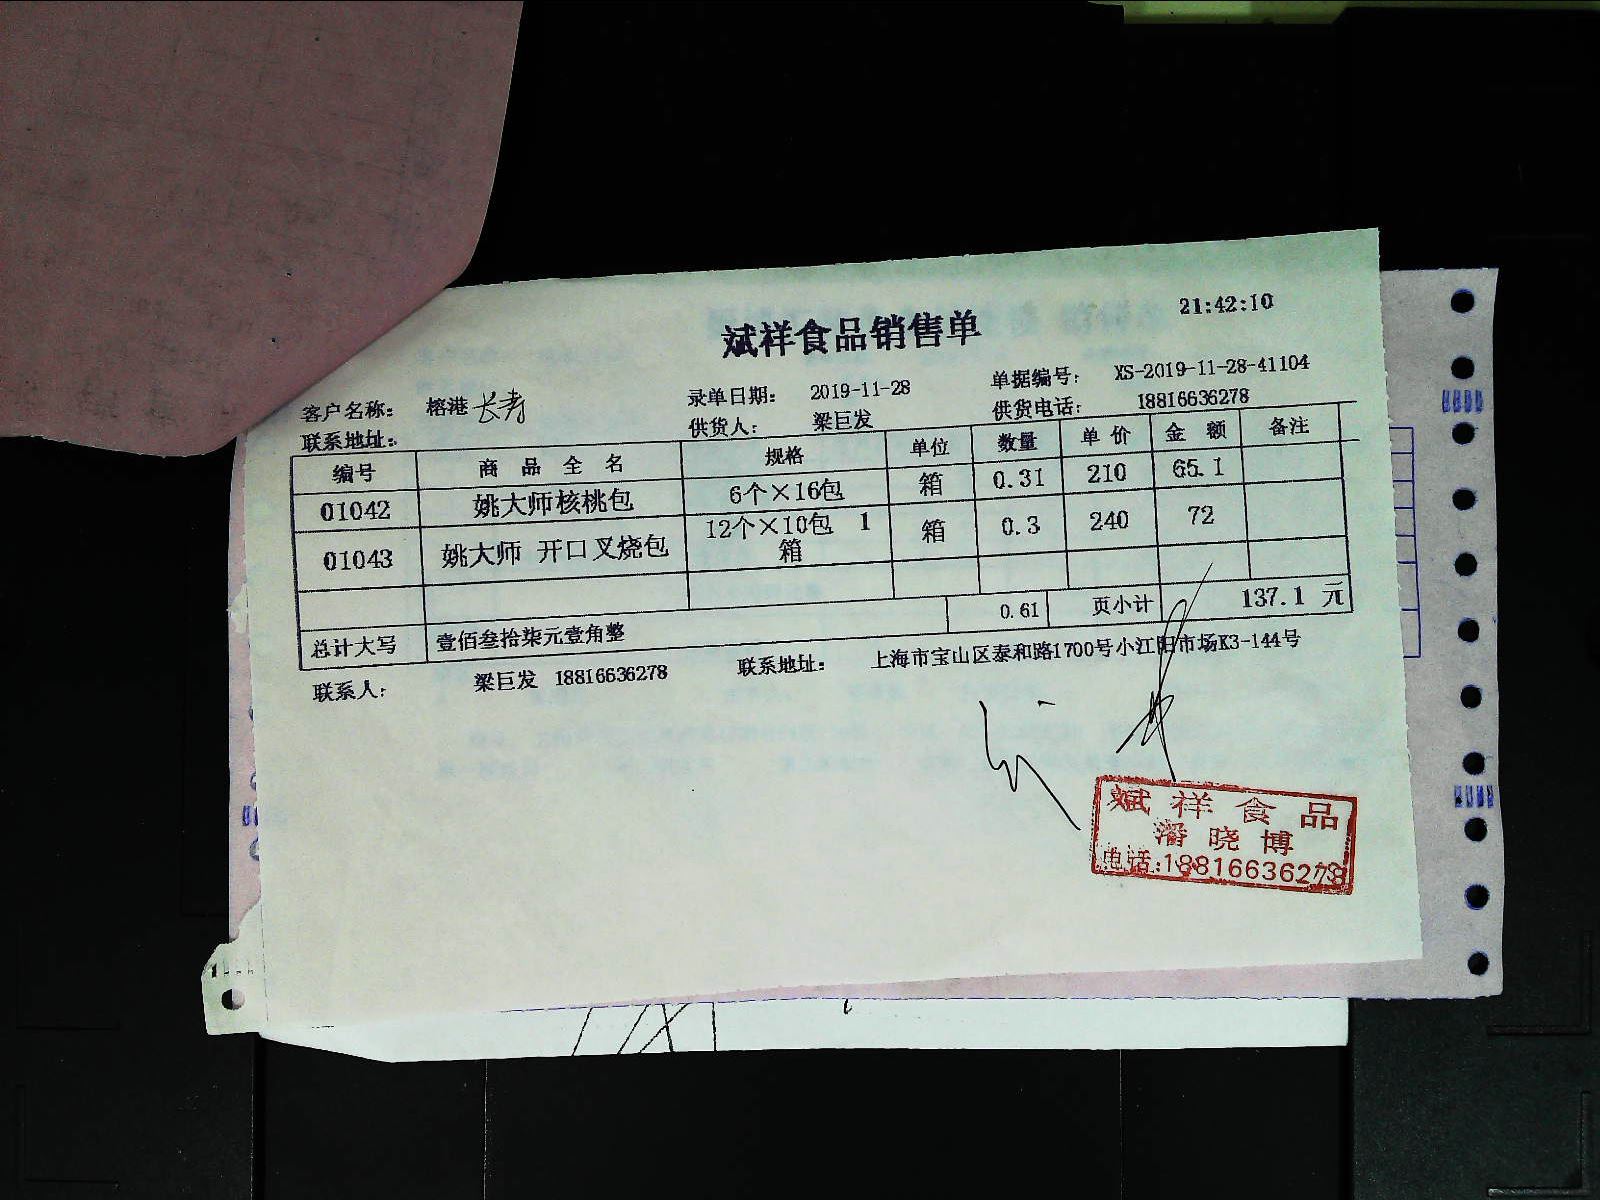 21:42:10
斌祥食品销售单
客户名称： 榕港 长寿 录单日期： 2019-11-28 单据编号： XS-2019-11-28-41104
联系地址： 供货人： 梁巨发 供货电话： 18816636278
编号 商品全名 规格 单位 数量 单价 金额 备注
01042 姚大师核桃包 6个×16包 箱 0.31 210 65.1
01043 姚大师 开口叉烧包 12个×10包 1箱 箱 0.3 240 72
总计大写 壹佰叁拾柒元壹角整 0.61 页小计 137.1 元
联系人： 梁巨发 18816636278 联系地址： 上海市宝山区泰和路1700号小江阳市场K3-144号
斌祥食品
潘晓博
电话:18816636278